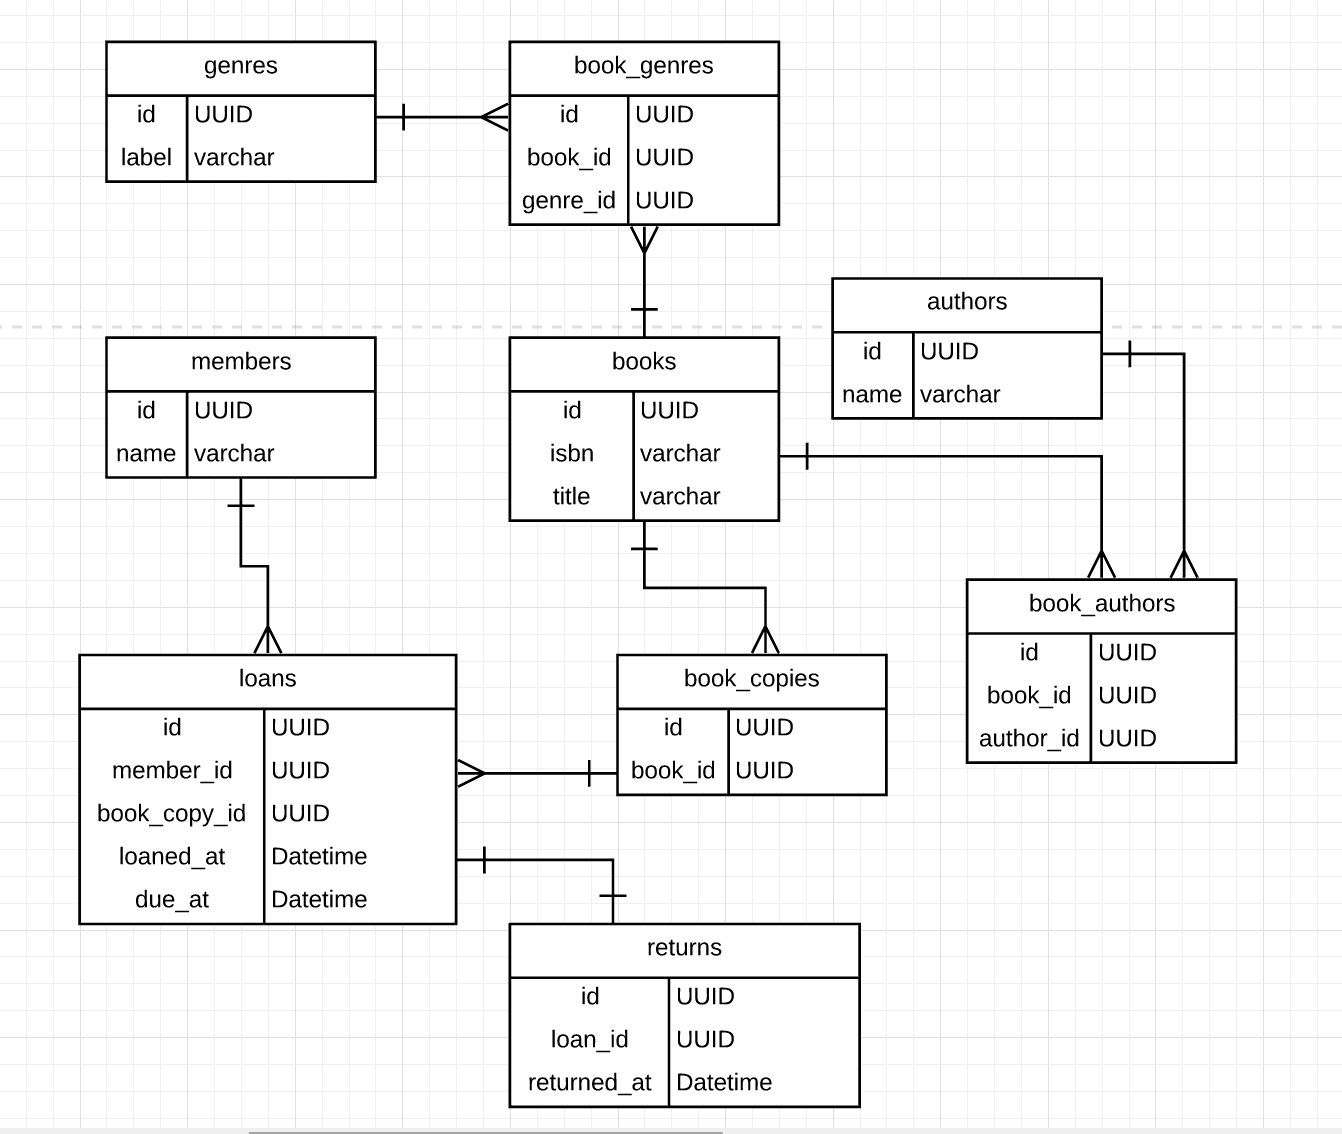 genres
id UUID
label varchar
book_genres
id UUID
book_id UUID
genre_id UUID
authors
id UUID
name varchar
members
id UUID
name varchar
books
id UUID
isbn varchar
title varchar
book_authors
id UUID
book_id UUID
author_id UUID
loans
id UUID
member_id UUID
book_copy_id UUID
loaned_at Datetime
due_at Datetime
book_copies
id UUID
book_id UUID
returns
id UUID
loan_id UUID
returned_at Datetime